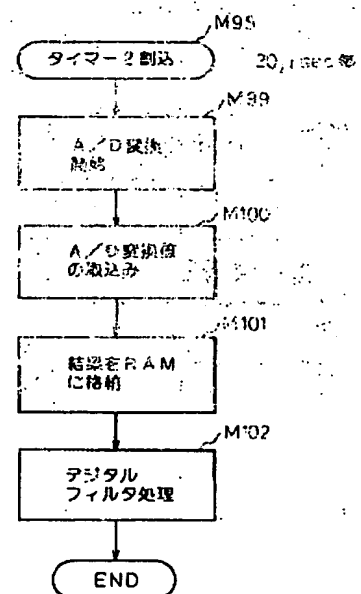 M95
タイマー2割込
M99
A/D変換
開始
M100
A/D変換値
の取込み
M101
結果をRAM
に格納
M102
デジタル
フィルタ処理
END